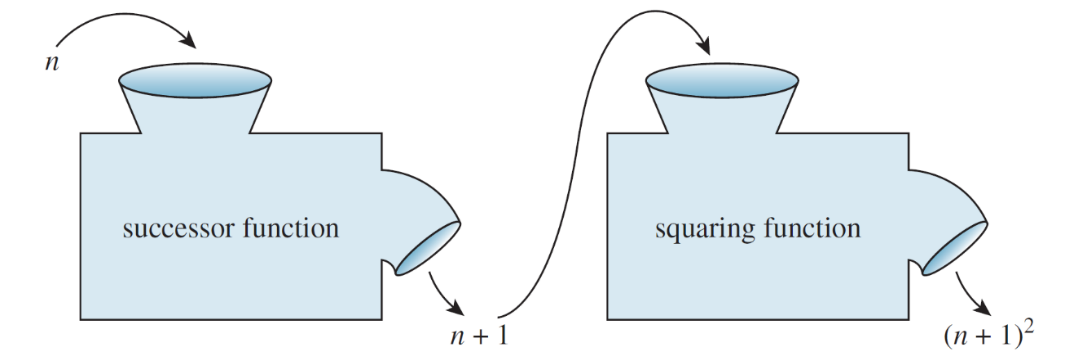 n
successor function
n + 1
squaring function
(n + 1)²